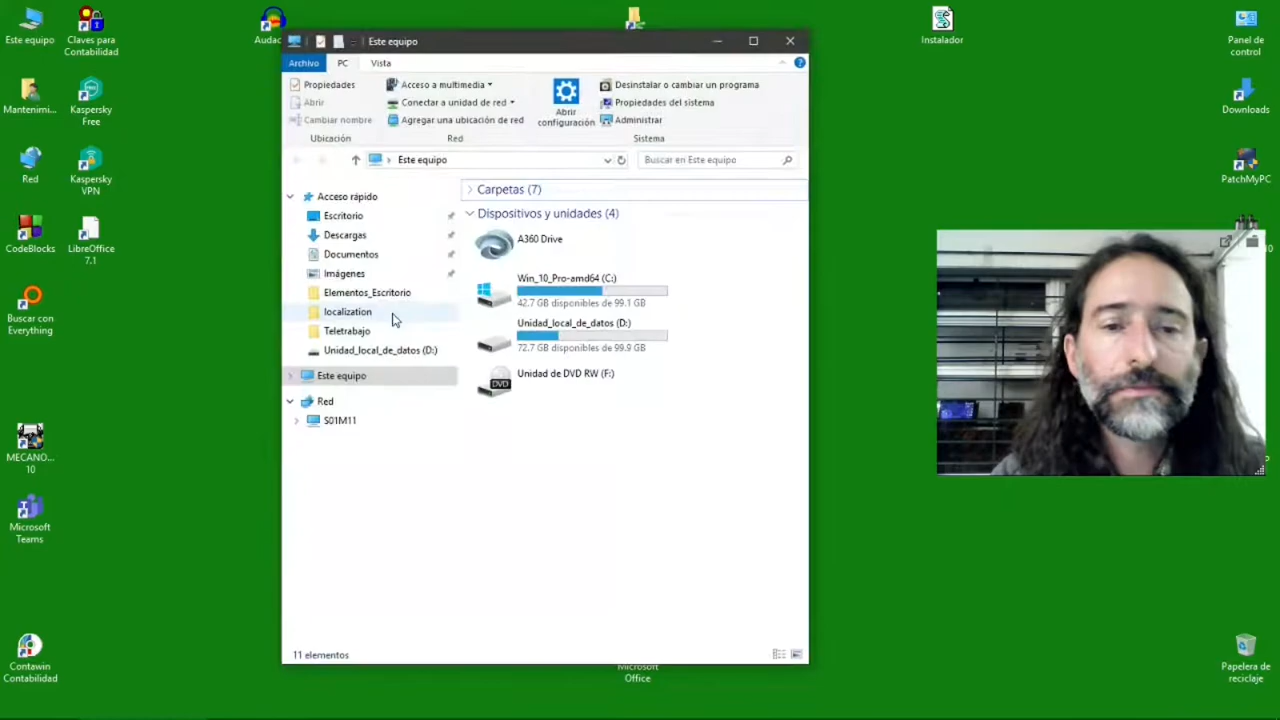 Este equipo
Claves para
Contabilidad
Audac
Instalador
Panel de
control
Mantenimi...
Kaspersky
Free
Downloads
Red
Kaspersky
VPN
PatchMyPC
CodeBlocks
LibreOffice
7.1
Buscar con
Everything
MECANO...
10
Microsoft
Teams
Contawin
Contabilidad
Microsoft
Office
Papelera de
reciclaje
Este equipo
Archivo
PC
Vista
Propiedades
Abrir
Cambiar nombre
Ubicación
Acceso a multimedia
Conectar a unidad de red
Agregar una ubicación de red
Red
Abrir
configuración
Desinstalar o cambiar un programa
Propiedades del sistema
Administrar
Sistema
Este equipo
Buscar en Este equipo
Acceso rápido
Escritorio
Descargas
Documentos
Imágenes
Elementos_Escritorio
localization
Teletrabajo
Unidad_local_de_datos (D:)
Este equipo
Red
S01M11
Carpetas (7)
Dispositivos y unidades (4)
A360 Drive
Win_10_Pro-amd64 (C:)
42.7 GB disponibles de 99.1 GB
Unidad_local_de_datos (D:)
72.7 GB disponibles de 99.9 GB
DVD
Unidad de DVD RW (F:)
11 elementos